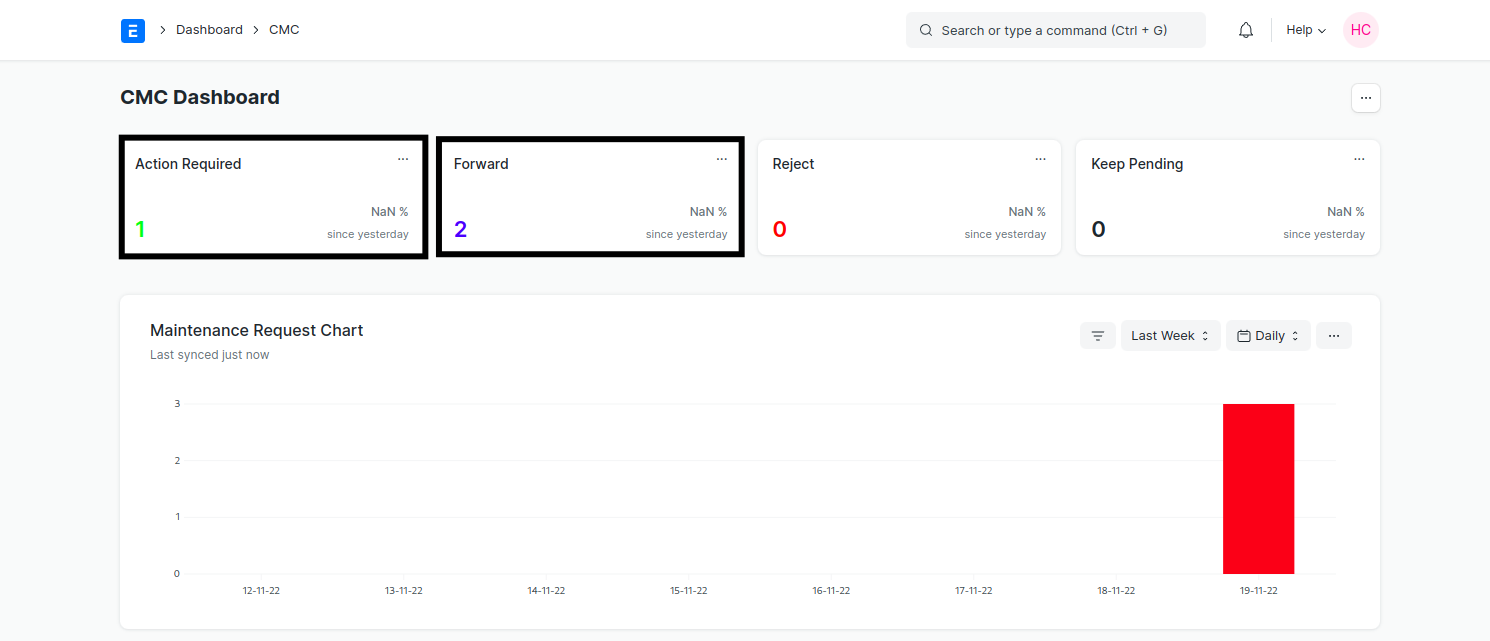 E Dashboard CMC Search or type a command (Ctrl + G) Help HC
CMC Dashboard ...
Action Required ... Forward ... Reject ... Keep Pending ...
NaN % NaN % NaN % NaN %
1 since yesterday 2 since yesterday 0 since yesterday 0 since yesterday
Maintenance Request Chart Last Week Daily ...
Last synced just now
3
2
1
0
12-11-22 13-11-22 14-11-22 15-11-22 16-11-22 17-11-22 18-11-22 19-11-22